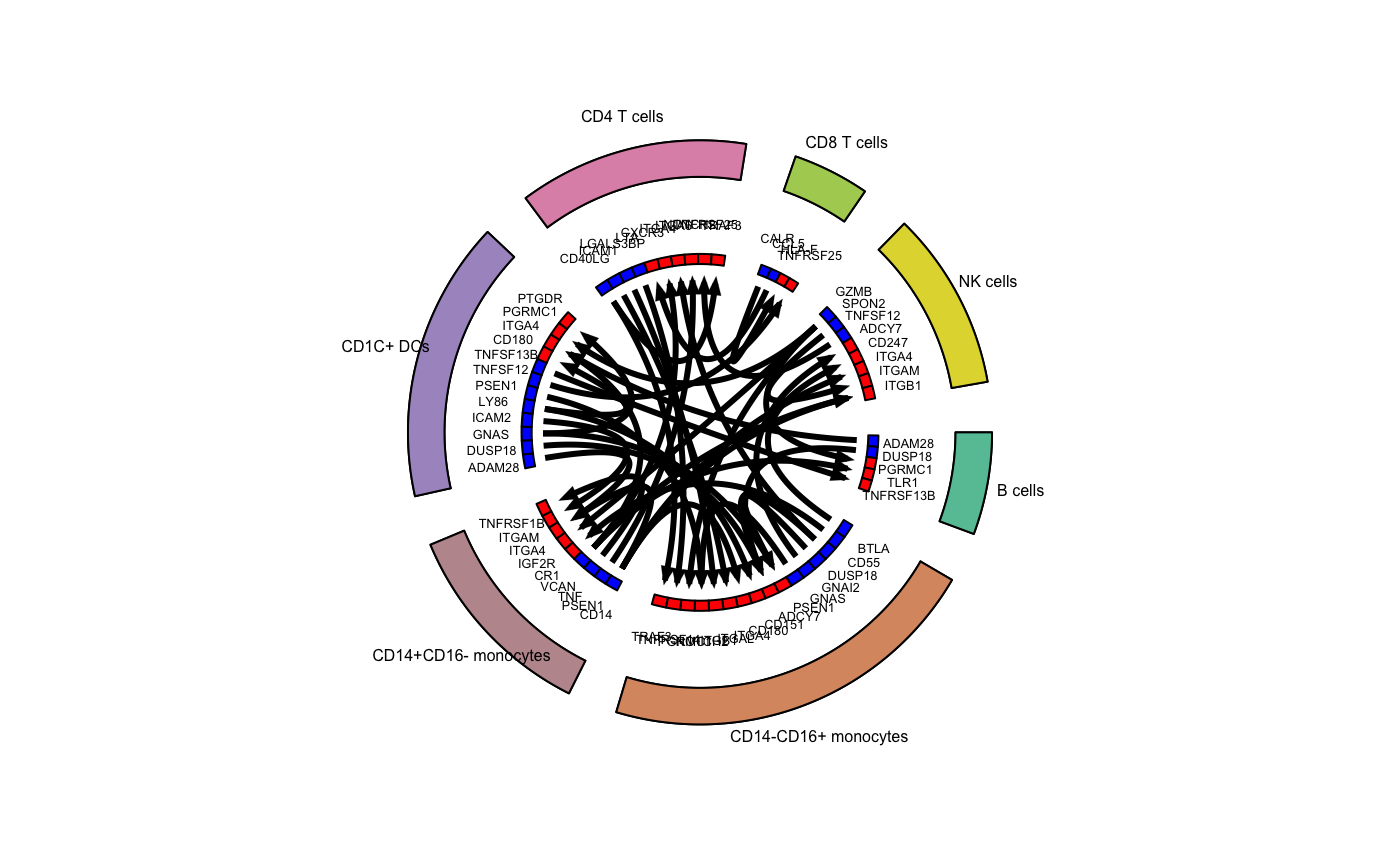 CD4 T cells
CD8 T cells
NK cells
B cells
CD14-CD16+ monocytes
CD14+CD16- monocytes
CD1C+ DCs
CD40LG
ICAM1
LGALS3BP
LTA
CXCR3
ITGA4
CALR
CCL5
HLA-E
TNFRSF25
GZMB
SPON2
TNFSF12
ADCY7
CD247
ITGA4
ITGAM
ITGB1
ADAM28
DUSP18
PGRMC1
TLR1
TNFRSF13B
BTLA
CD55
DUSP18
GNAI2
GNAS
PSEN1
ADCY7
CD151
CD180
ITGA4
ITGAL
TRAF3
CD14
PSEN1
TNF
VCAN
CR1
IGF2R
ITGA4
ITGAM
TNFRSF1B
ADAM28
DUSP18
GNAS
ICAM2
LY86
PSEN1
TNFSF12
TNFSF13B
CD180
ITGA4
PGRMC1
PTGDR